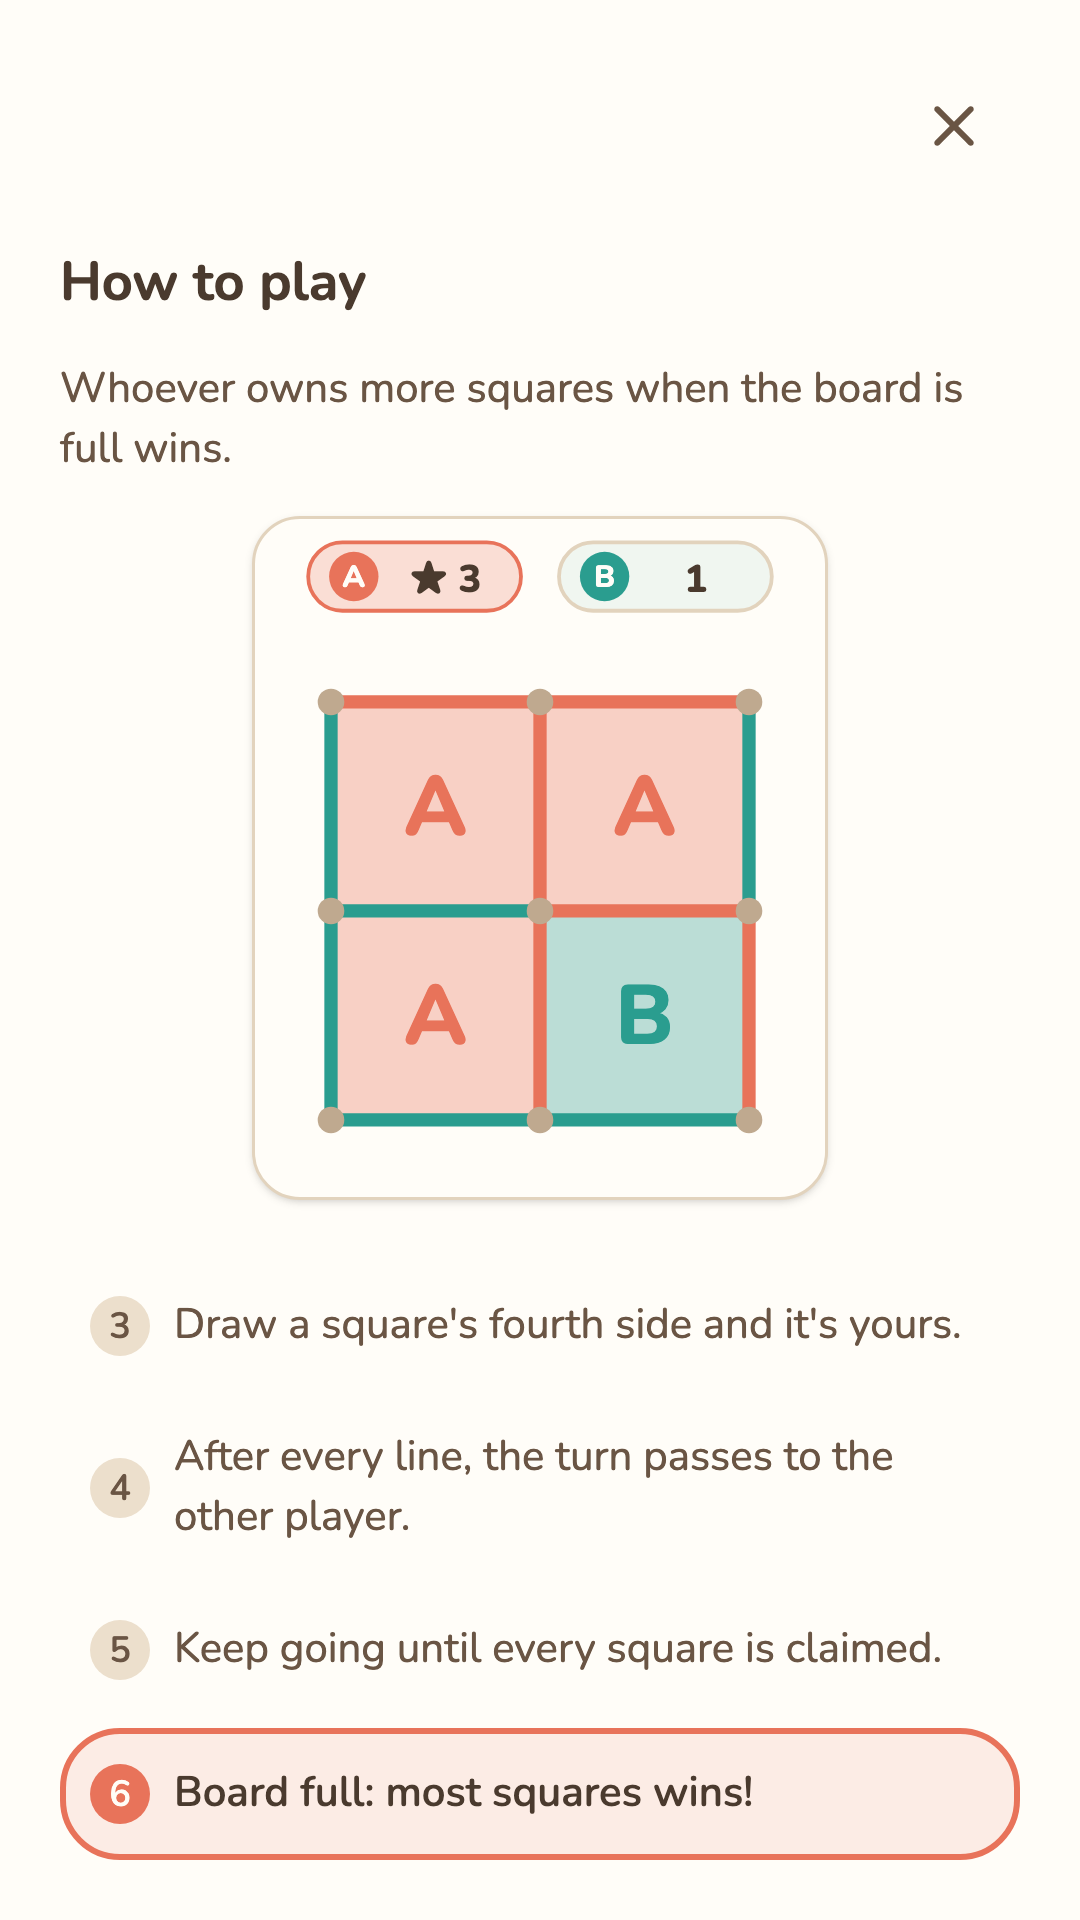 How to play
Whoever owns more squares when the board is
full wins.
A ★ 3 B 1
A A
A B
3 Draw a square's fourth side and it's yours.
4 After every line, the turn passes to the
other player.
5 Keep going until every square is claimed.
6 Board full: most squares wins!